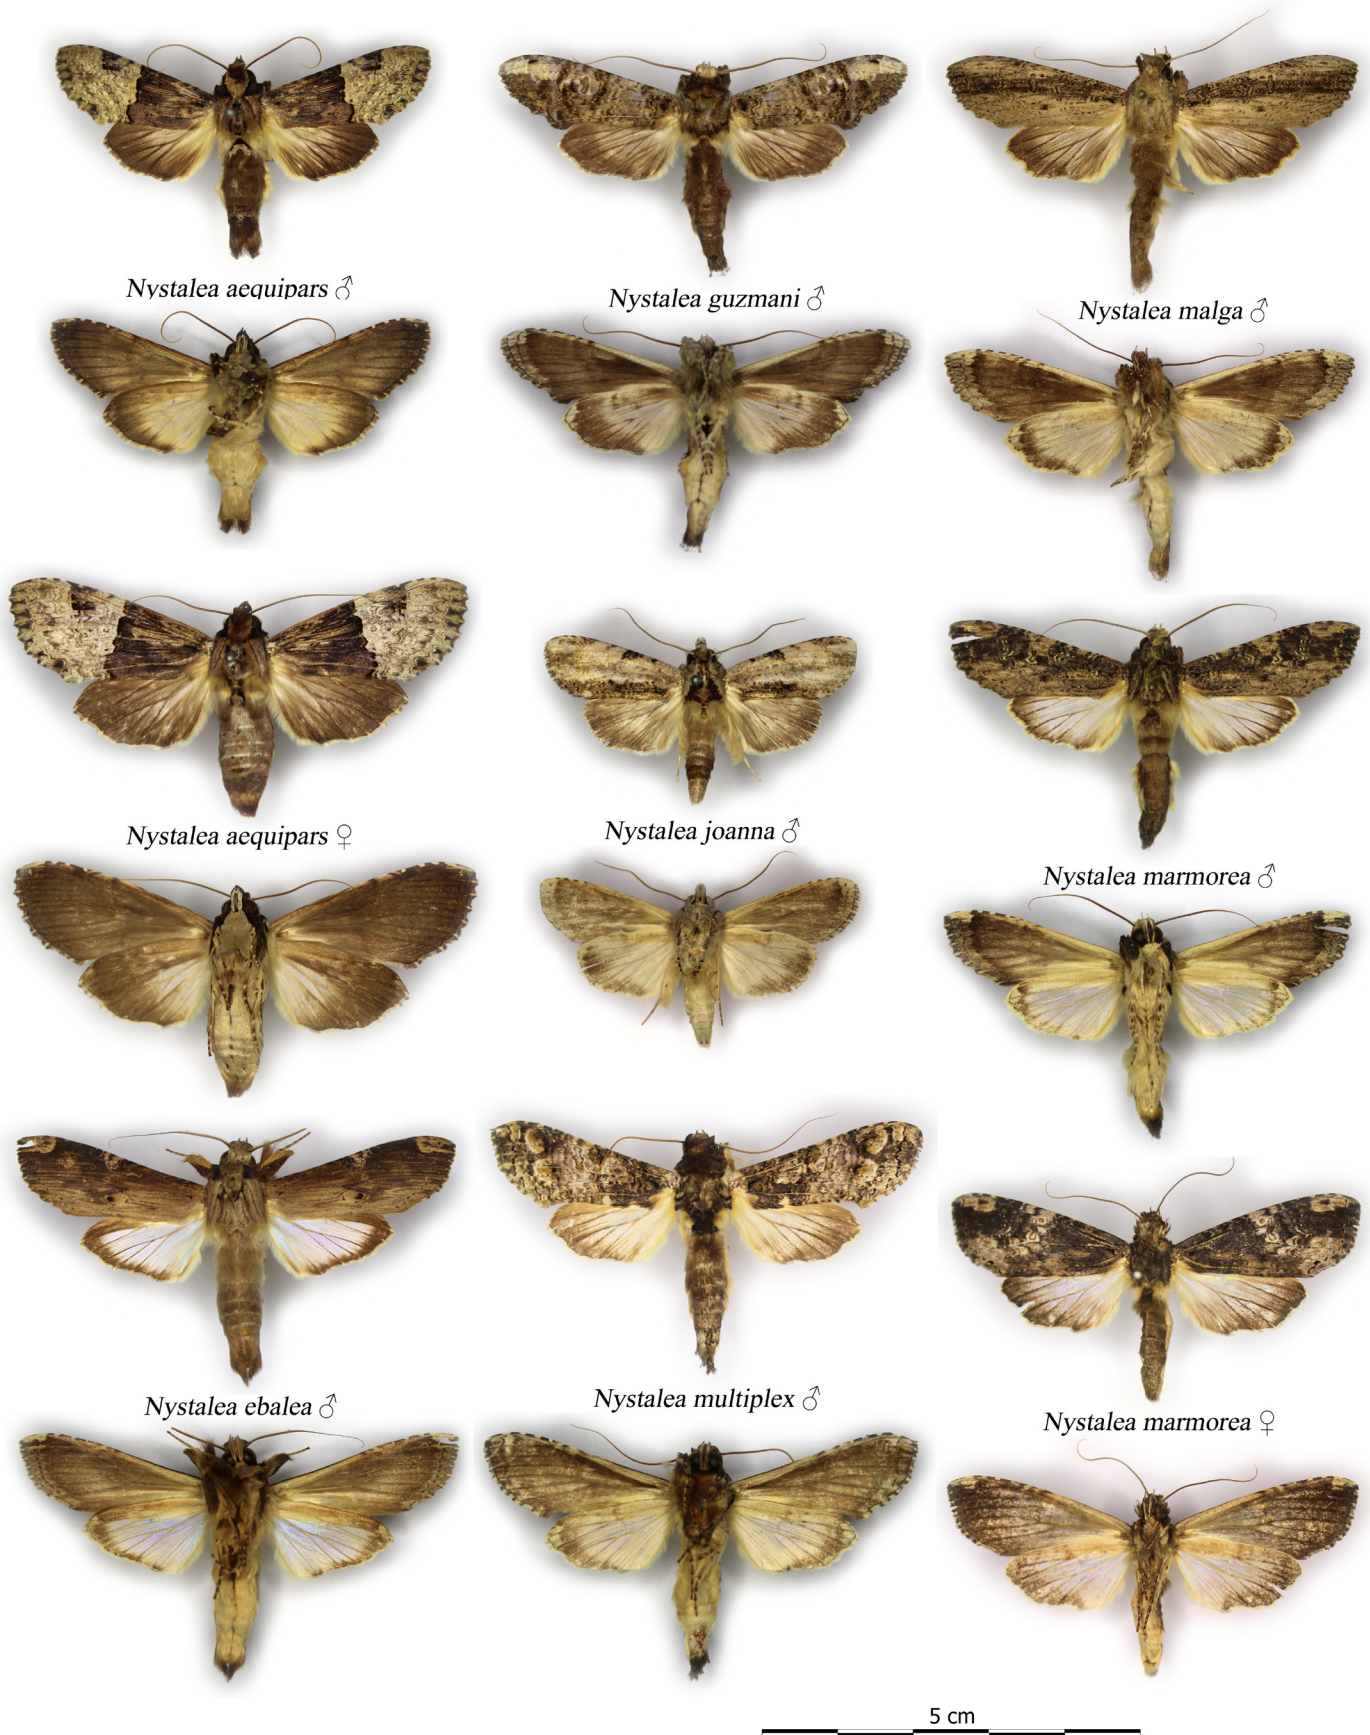 Nystalea aequipars ♂
Nystalea guzmani ♂
Nystalea malga ♂
Nystalea aequipars ♀
Nystalea joanna ♂
Nystalea marmorea ♂
Nystalea ebalea ♂
Nystalea multiplex ♂
Nystalea marmorea ♀
5 cm